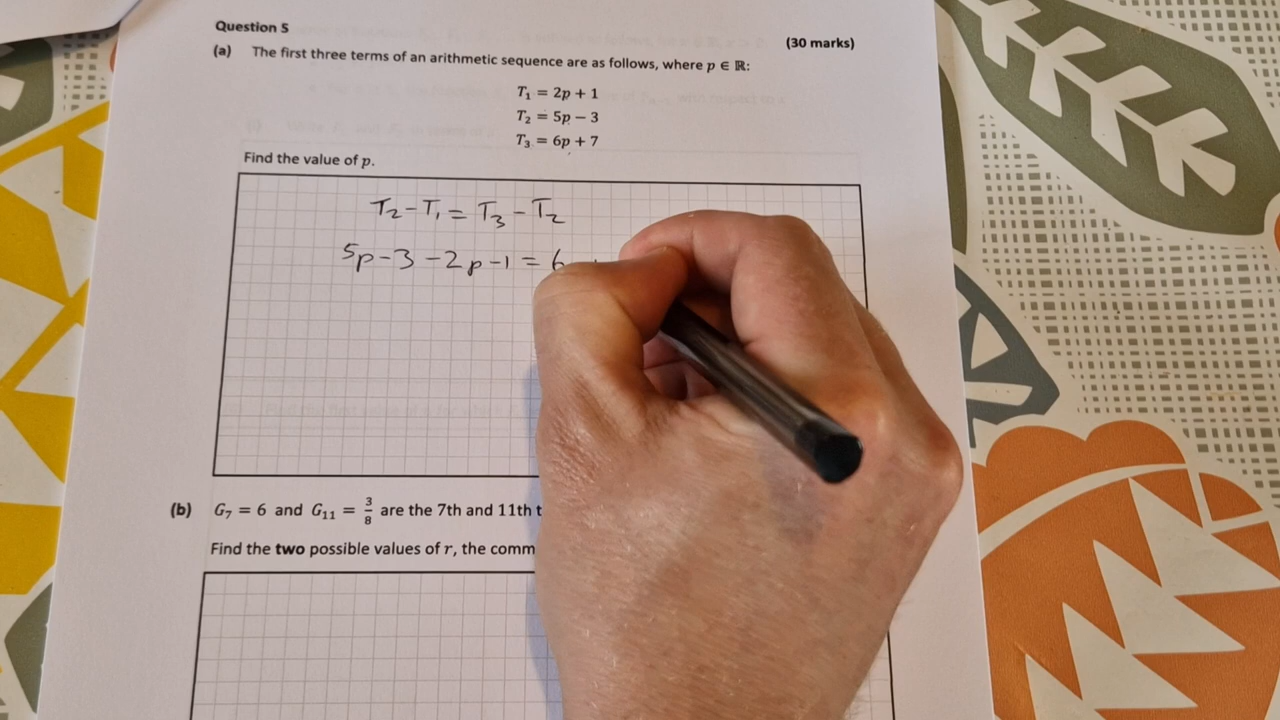 Question 5
(30 marks)
(a) The first three terms of an arithmetic sequence are as follows, where p ∈ ℝ:
T₁ = 2p + 1
T₂ = 5p − 3
T₃ = 6p + 7
Find the value of p.
T₂ − T₁ = T₃ − T₂
5p − 3 − 2p − 1 = 6
(b) G₇ = 6 and G₁₁ = 3/8 are the 7th and 11th
Find the two possible values of r, the